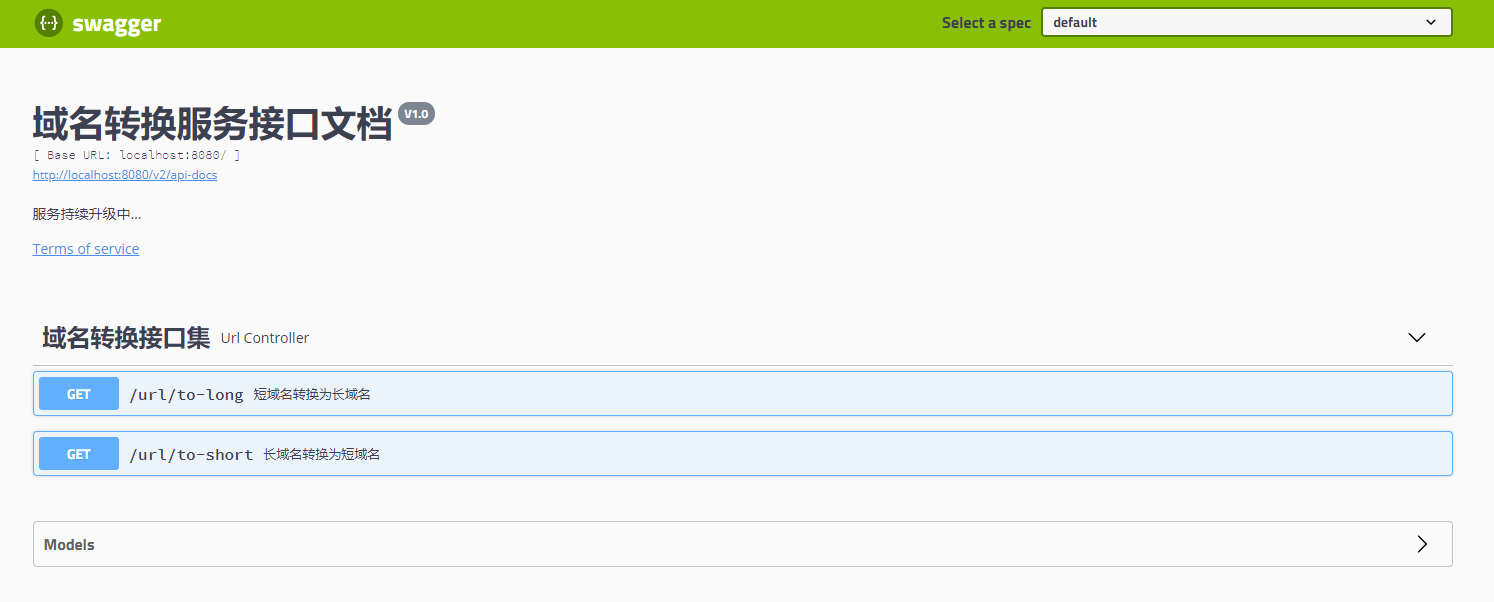 swagger
Select a spec default
域名转换服务接口文档 V1.0
[ Base URL: localhost:8080/ ]
http://localhost:8080/v2/api-docs
服务持续升级中...
Terms of service
域名转换接口集 Url Controller
GET /url/to-long 短域名转换为长域名
GET /url/to-short 长域名转换为短域名
Models